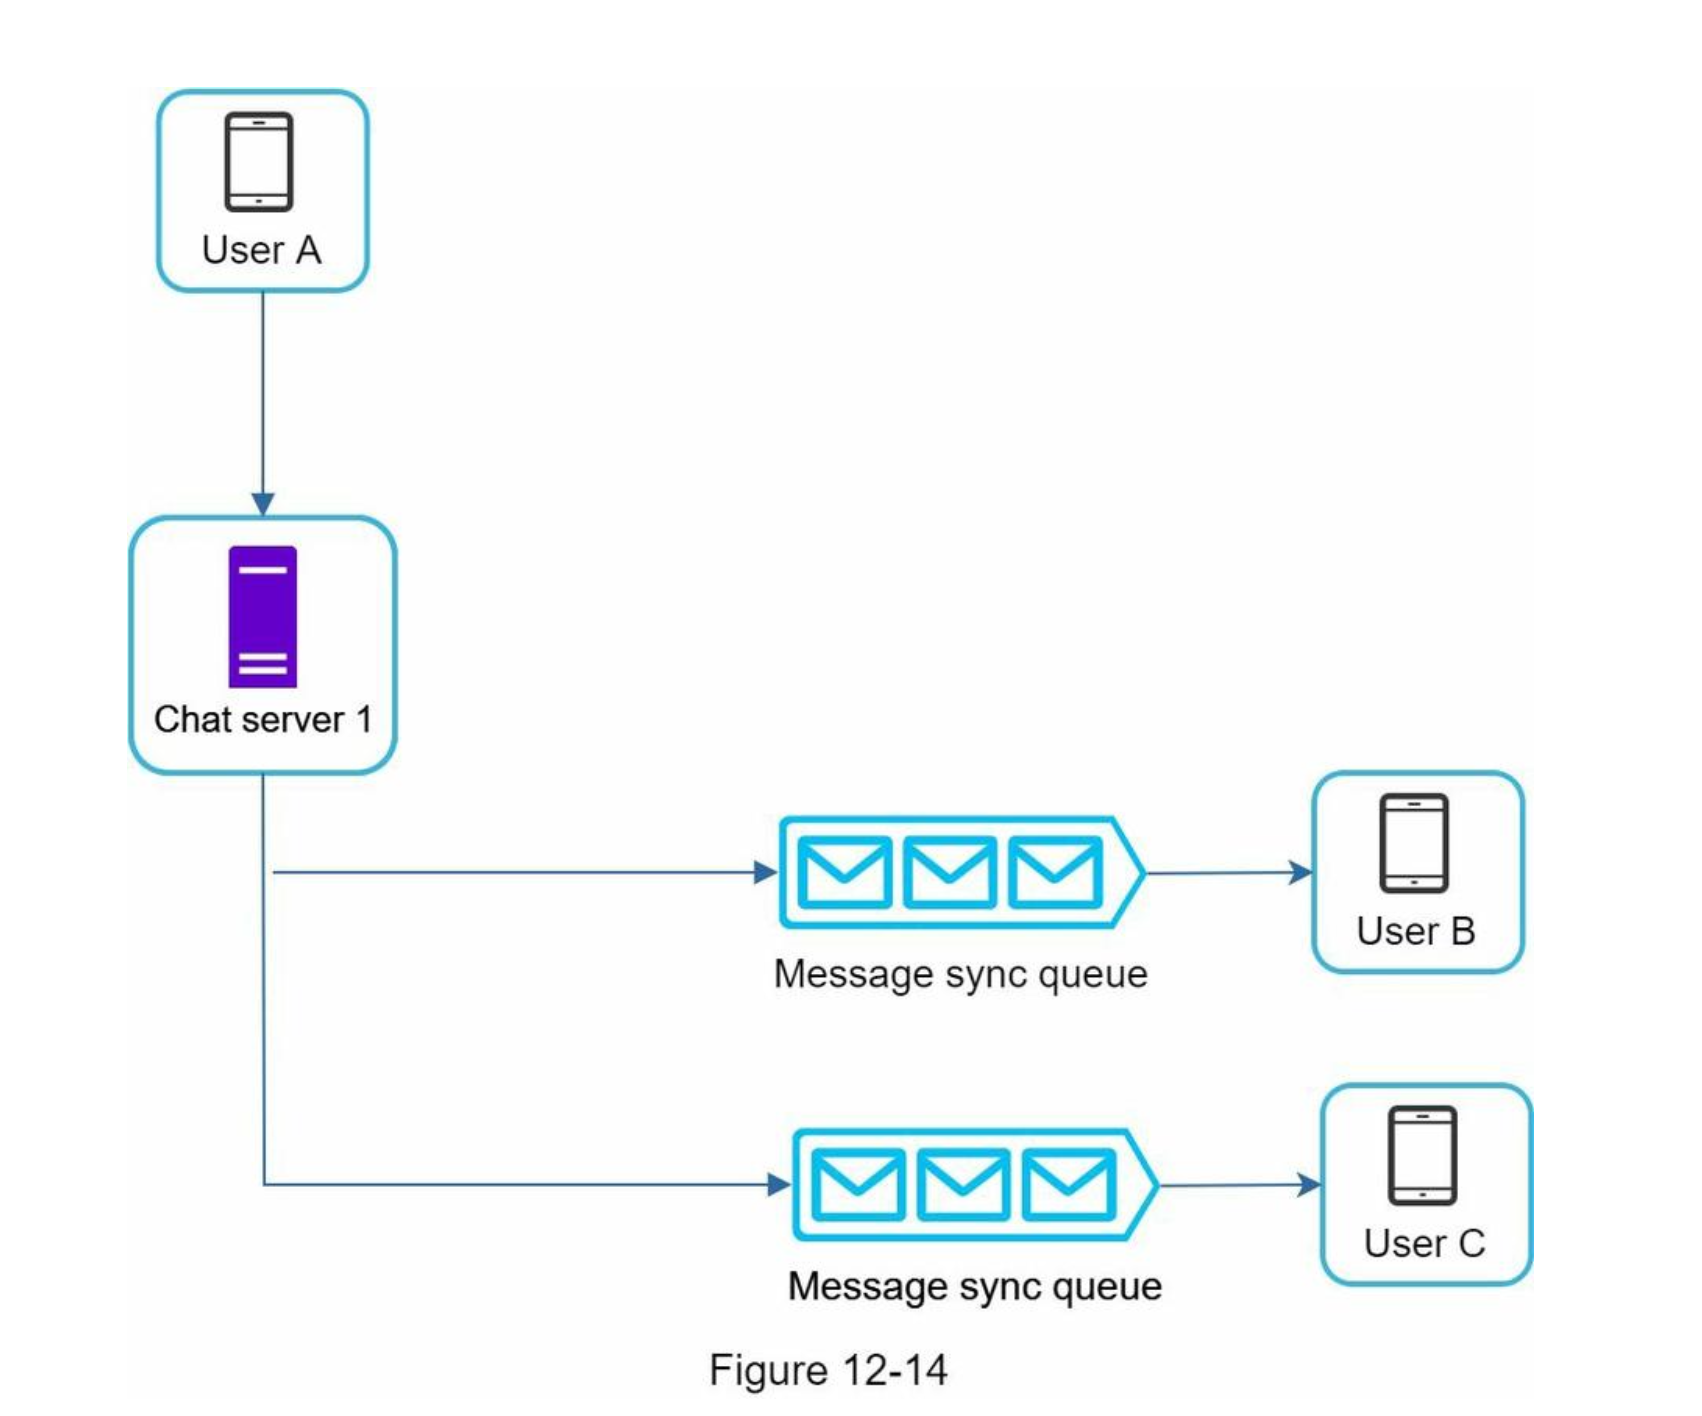 User A
Chat server 1
User B
Message sync queue
User C
Message sync queue
Figure 12-14